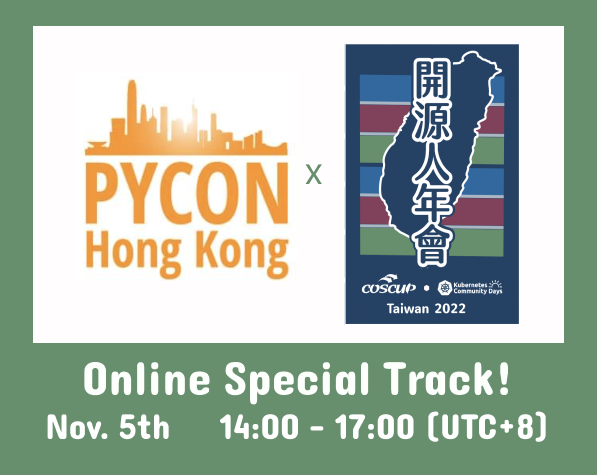 PYCON
Hong Kong
x
開源人年會
COSCUP
Kubernetes
Community Days
Taiwan 2022
Online Special Track!
Nov. 5th 14:00 - 17:00 (UTC+8)